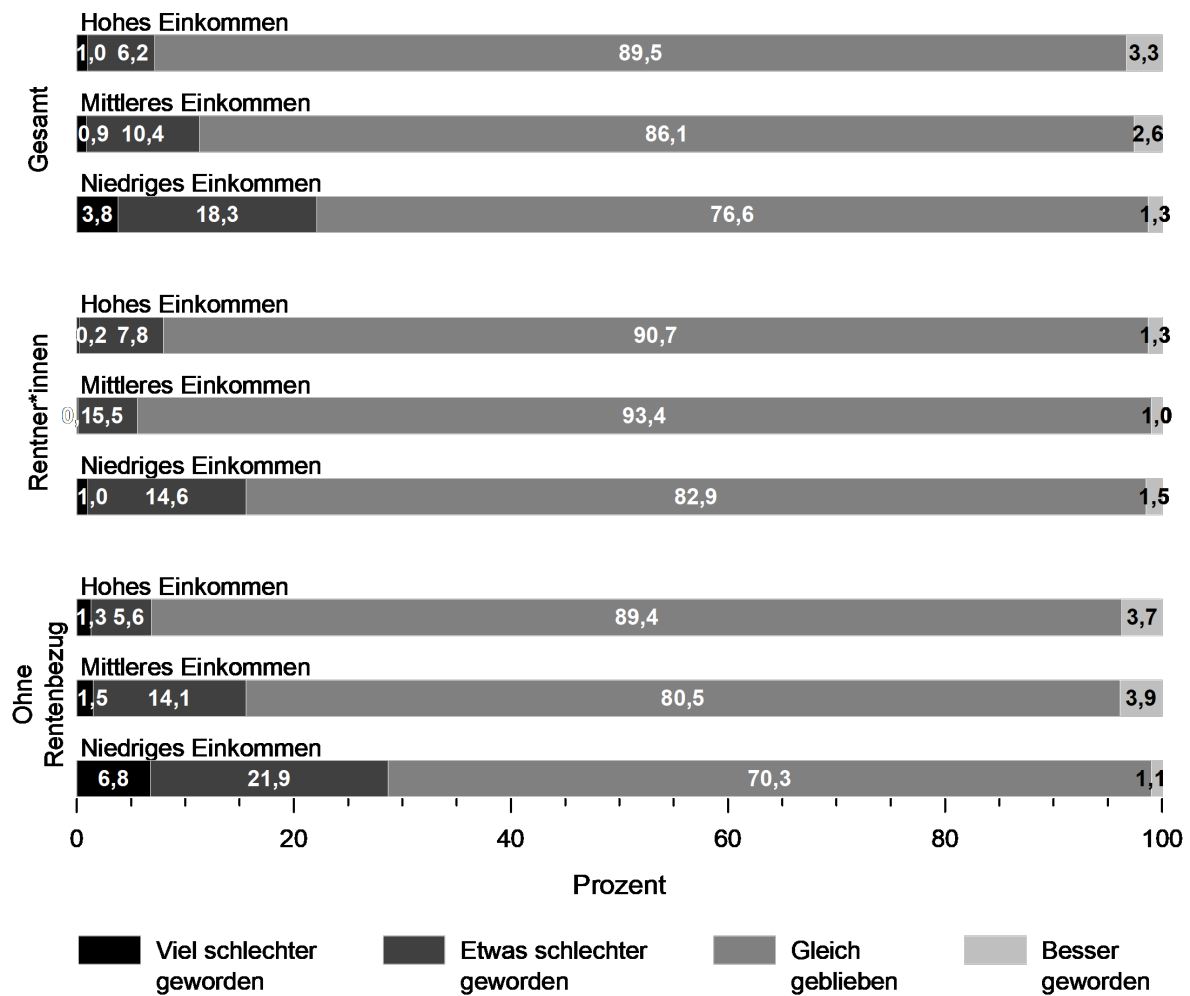 Gesamt
Hohes Einkommen
1,0 6,2 89,5 3,3
Mittleres Einkommen
0,9 10,4 86,1 2,6
Niedriges Einkommen
3,8 18,3 76,6 1,3
Rentner*innen
Hohes Einkommen
0,2 7,8 90,7 1,3
Mittleres Einkommen
0,1 5,5 93,4 1,0
Niedriges Einkommen
1,0 14,6 82,9 1,5
Ohne
Rentenbezug
Hohes Einkommen
1,3 5,6 89,4 3,7
Mittleres Einkommen
1,5 14,1 80,5 3,9
Niedriges Einkommen
6,8 21,9 70,3 1,1
0 20 40 60 80 100
Prozent
Viel schlechter
geworden
Etwas schlechter
geworden
Gleich
geblieben
Besser
geworden